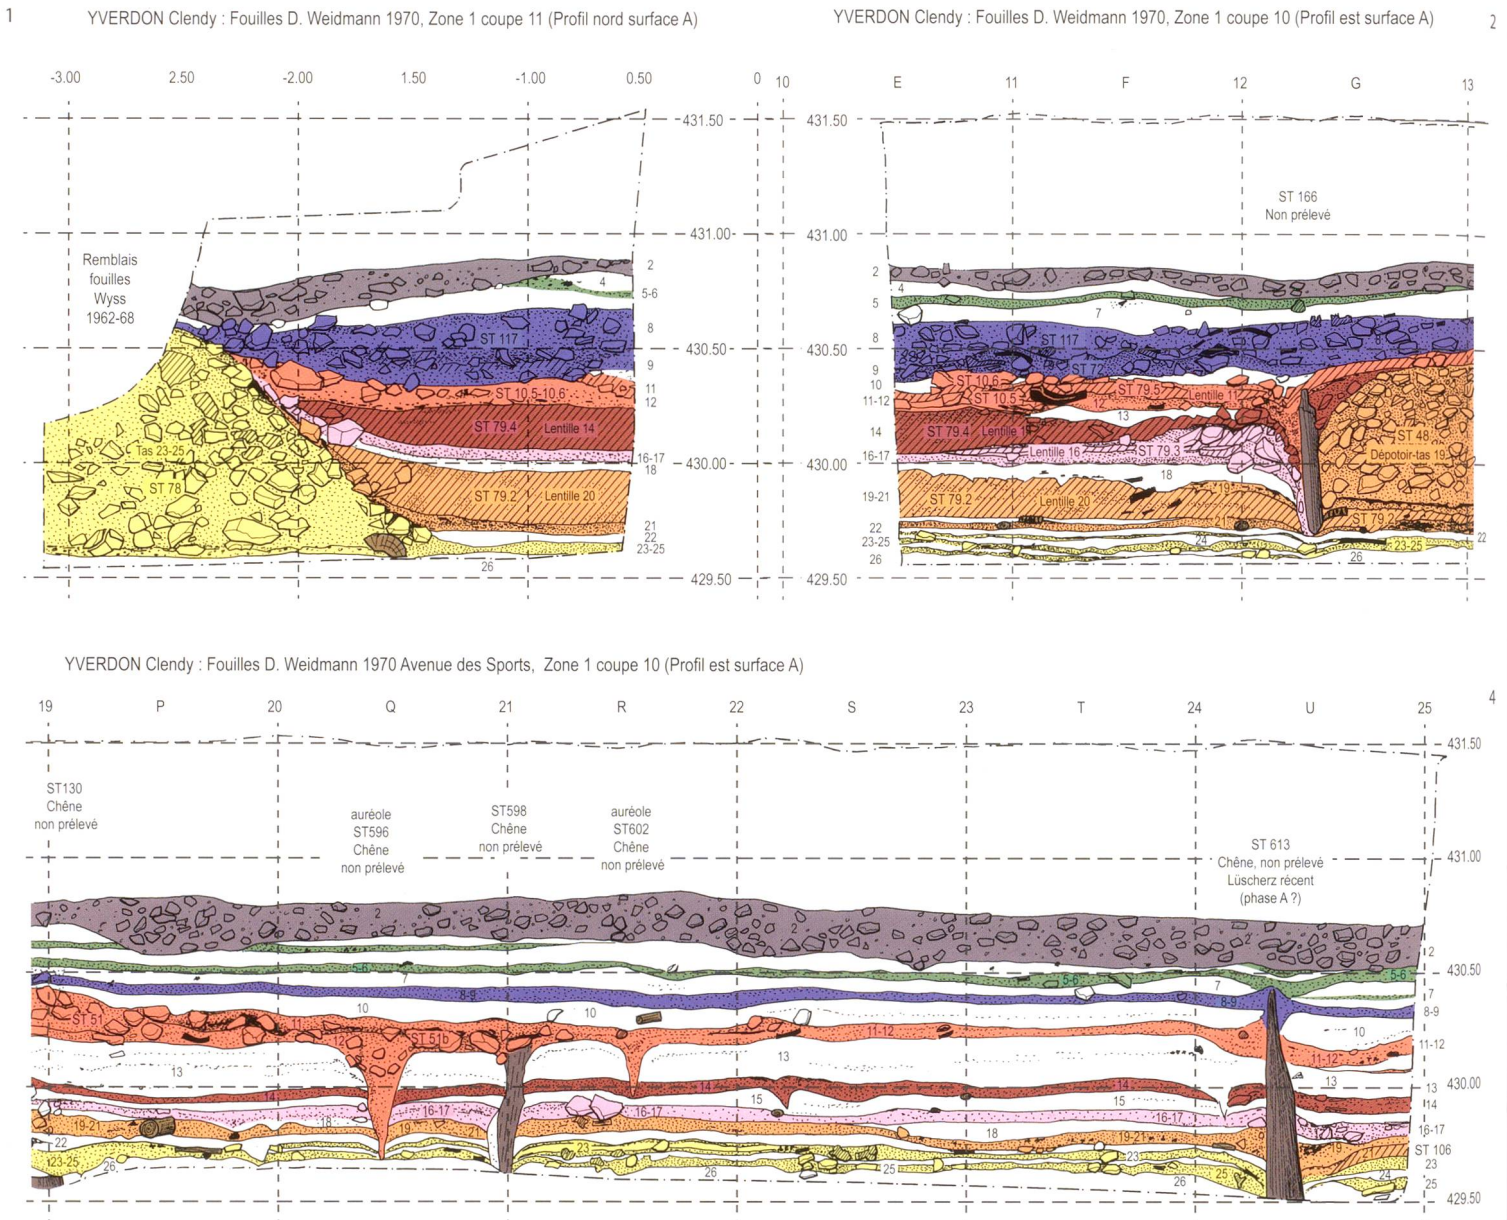 1
YVERDON Clendy : Fouilles D. Weidmann 1970, Zone 1 coupe 11 (Profil nord surface A)
-3.00 2.50 -2.00 1.50 -1.00 0.50 0
431.50
431.00
430.50
430.00
429.50
Remblais
fouilles
Wyss
1962-68
2
4
5-6
8
9
11
12
16-17
18
21
22
23-25
26
ST 117
ST 10.5-10.6
ST 79.4 Lentille 14
Tas 23-25
ST 78
ST 79.2 Lentille 20
YVERDON Clendy : Fouilles D. Weidmann 1970, Zone 1 coupe 10 (Profil est surface A)
2
10 E 11 F 12 G 13
431.50
431.00
430.50
430.00
429.50
ST 166
Non prélevé
2
4
5
7
8
9
10
11-12
14
16-17
19-21
22
23-25
26
ST 117
8
ST 72
ST 10.6
ST 79.5
ST 10.5
12
Lentille 11
13
ST 79.4
Lentille 16
ST 79.3
18
ST 48
Dépotoir-tas 19
ST 79.2
Lentille 20
19
24
22
23-25
26
YVERDON Clendy : Fouilles D. Weidmann 1970 Avenue des Sports, Zone 1 coupe 10 (Profil est surface A)
4
19 P 20 Q 21 R 22 S 23 T 24 U 25
431.50
431.00
430.50
430.00
429.50
ST130
Chêne
non prélevé
auréole
ST596
Chêne
non prélevé
ST598
Chêne
non prélevé
auréole
ST602
Chêne
non prélevé
ST 613
Chêne, non prélevé
Lüscherz récent
(phase A ?)
2
2
2
2
5-6
7
5-6
7
5-6
7
8-9
8-9
8-9
10
10
10
ST 51
11
12
ST 51b
11-12
11-12
11-12
13
13
13
13
14
14
14
14
15
15
16-17
16-17
16-17
16-17
18
18
19-21
19
19-21
19
21
ST 106
22
23-25
23
23
23
24
25
25
25
26
26
26